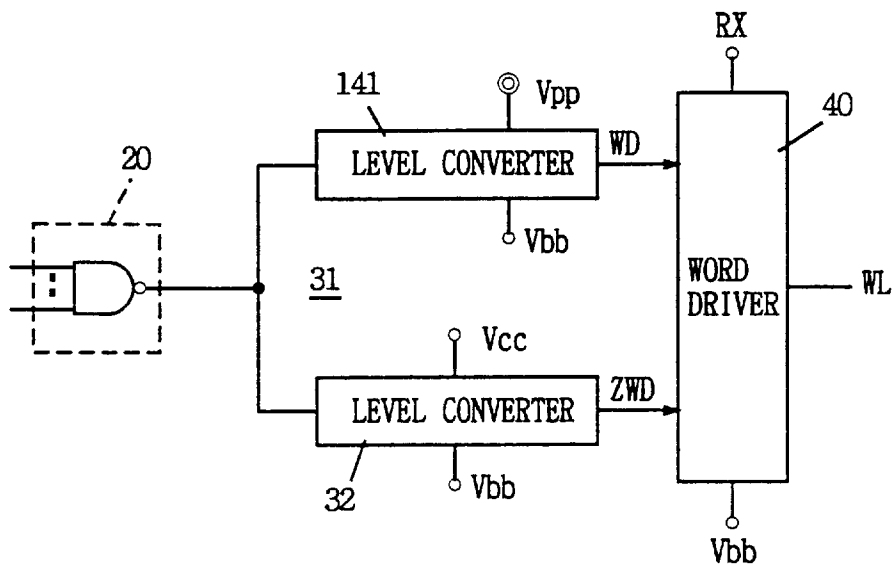 RX
141
Vpp
40
LEVEL CONVERTER
WD
20
Vbb
31
WORD
DRIVER
WL
Vcc
LEVEL CONVERTER
ZWD
32
Vbb
Vbb